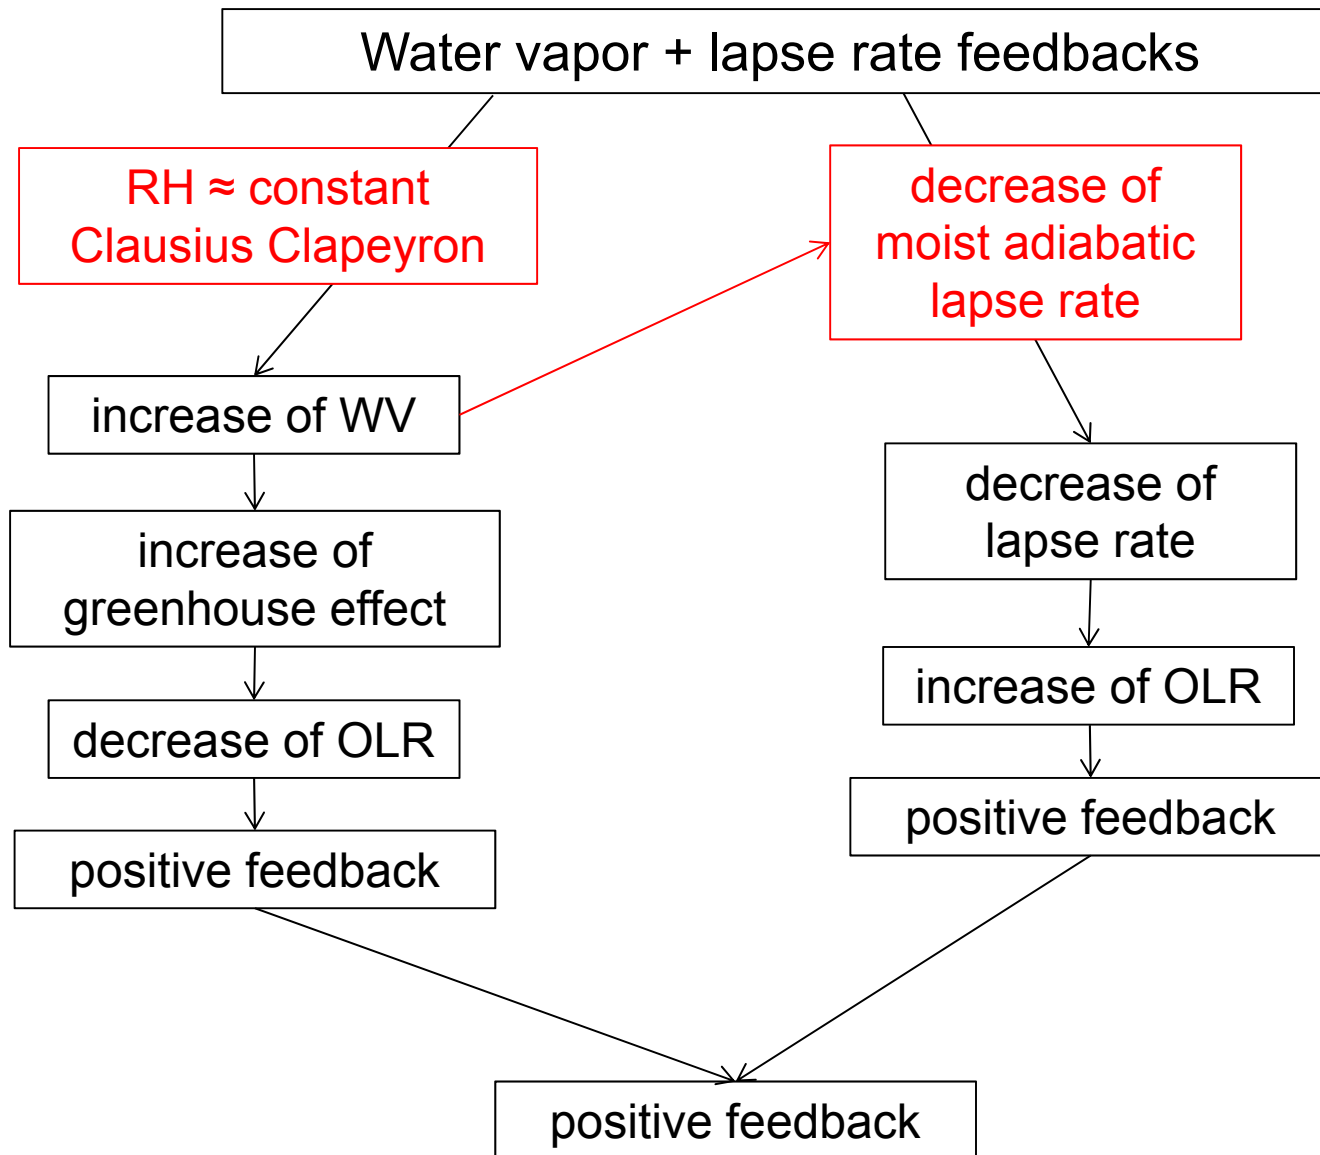 Water vapor + lapse rate feedbacks
RH ≈ constant
Clausius Clapeyron
decrease of
moist adiabatic
lapse rate
increase of WV
decrease of
lapse rate
increase of
greenhouse effect
increase of OLR
decrease of OLR
positive feedback
positive feedback
positive feedback